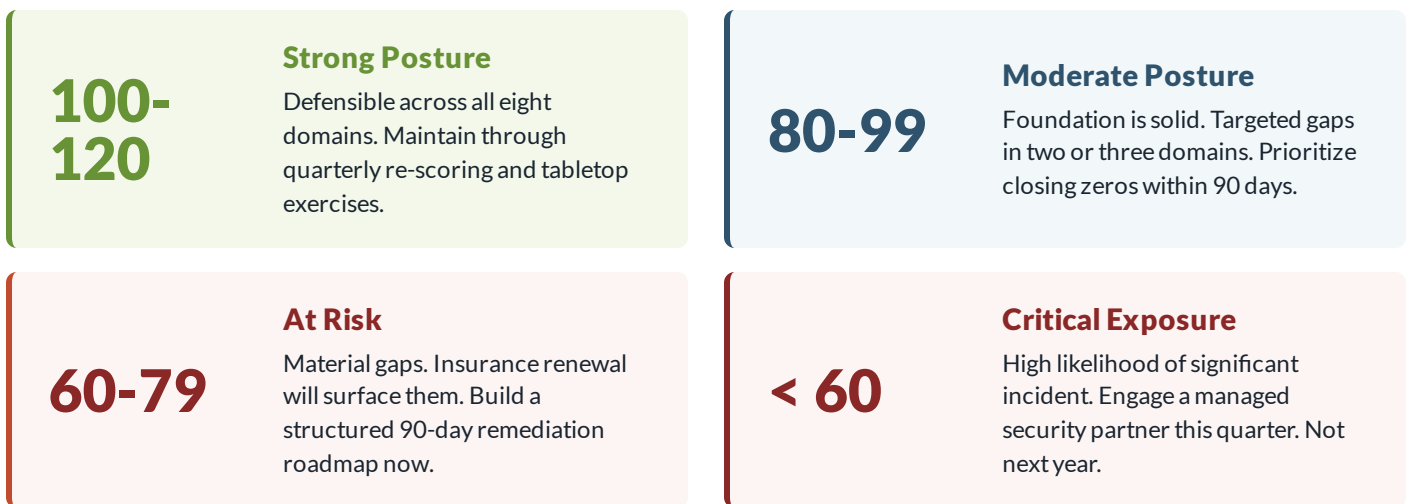 100-
120
Strong Posture
Defensible across all eight
domains. Maintain through
quarterly re-scoring and tabletop
exercises.
80-99
Moderate Posture
Foundation is solid. Targeted gaps
in two or three domains. Prioritize
closing zeros within 90 days.
60-79
At Risk
Material gaps. Insurance renewal
will surface them. Build a
structured 90-day remediation
roadmap now.
< 60
Critical Exposure
High likelihood of significant
incident. Engage a managed
security partner this quarter. Not
next year.